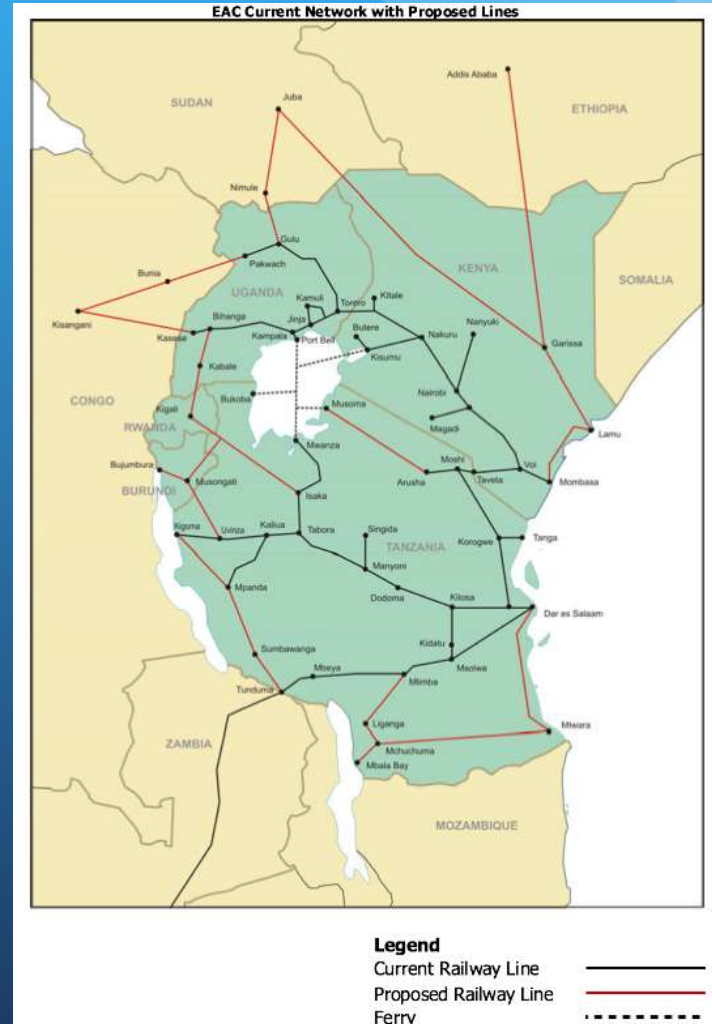 EAC Current Network with Proposed Lines
Addis Ababa
SUDAN
Juba
ETHIOPIA
Nimule
Gulu
Pakwach
Bunia
KENYA
SOMALIA
UGANDA
Kamuli
Tororo
Kitale
Kisangani
Bihanga
Jinja
Butere
Nanyuki
Kasese
Kampala
Port Bell
Nakuru
Kisumu
Garissa
Kabale
CONGO
Bukoba
Nairobi
Kigali
Musoma
RWANDA
Magadi
Lamu
Mwanza
Moshi
Voi
Bujumbura
Musongati
Arusha
Taveta
Mombasa
BURUNDI
Isaka
Kigoma
Uvinza
Kaliua
Tabora
Singida
TANZANIA
Korogwe
Tanga
Manyoni
Mpanda
Dodoma
Kilosa
Dar es Salaam
Kidatu
Sumbawanga
Mbeya
Msolwa
Tunduma
Mlimba
Liganga
Mtwara
ZAMBIA
Mchuchuma
Mbala Bay
MOZAMBIQUE
Legend
Current Railway Line
Proposed Railway Line
Ferry